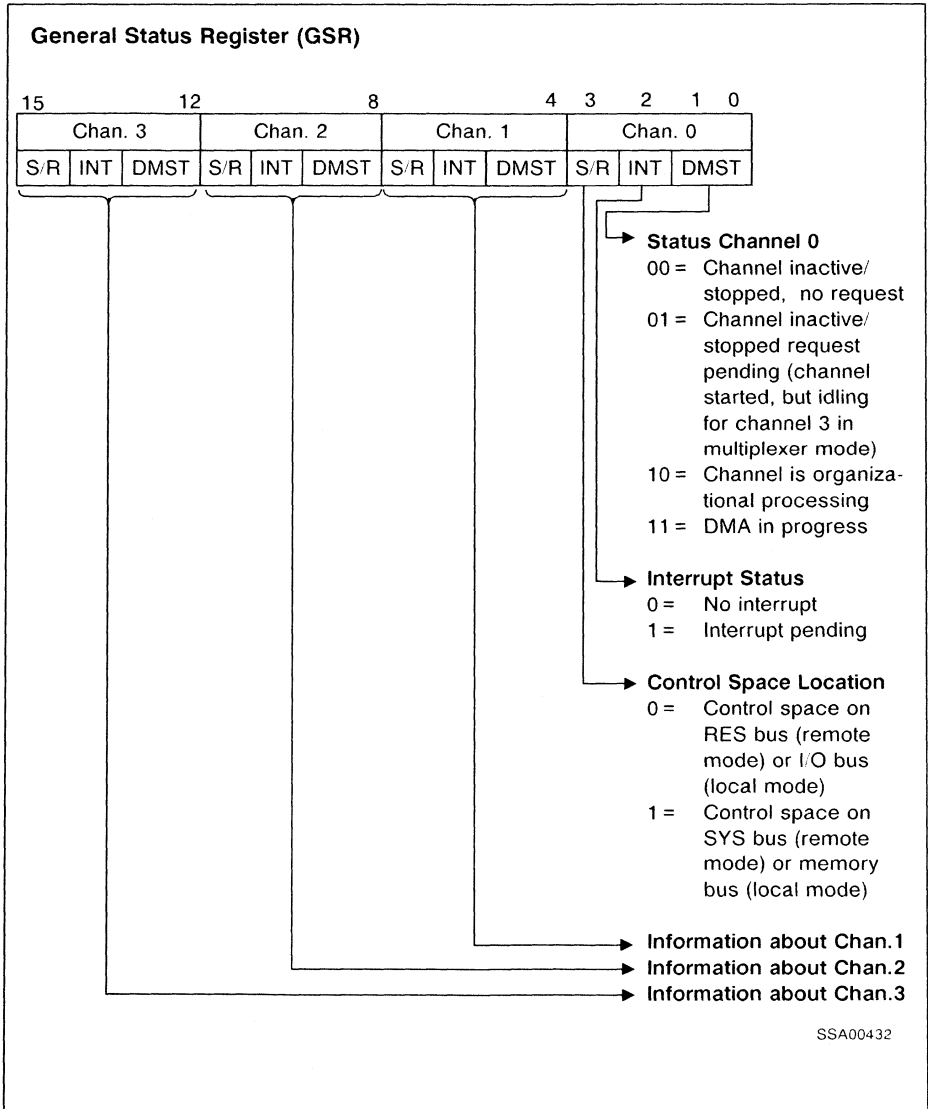 General Status Register (GSR)
15 12 8 4 3 2 1 0
Chan. 3 Chan. 2 Chan. 1 Chan. 0
S/R INT DMST S/R INT DMST S/R INT DMST S/R INT DMST
Status Channel 0
00 = Channel inactive/
stopped, no request
01 = Channel inactive/
stopped request
pending (channel
started, but idling
for channel 3 in
multiplexer mode)
10 = Channel is organiza-
tional processing
11 = DMA in progress
Interrupt Status
0 = No interrupt
1 = Interrupt pending
Control Space Location
0 = Control space on
RES bus (remote
mode) or I/O bus
(local mode)
1 = Control space on
SYS bus (remote
mode) or memory
bus (local mode)
Information about Chan.1
Information about Chan.2
Information about Chan.3
SSA00432